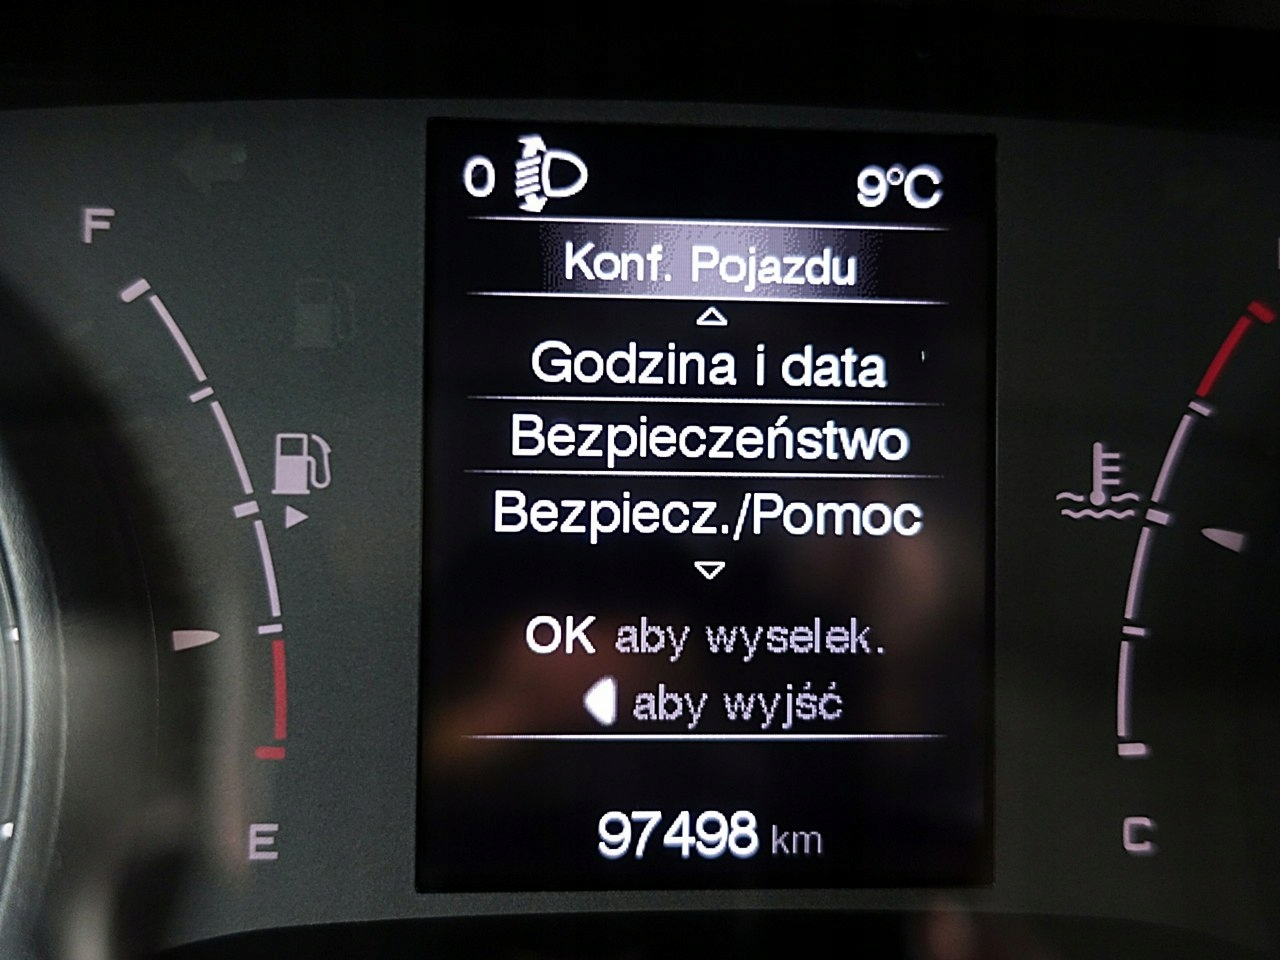 0 9°C
F
Konf. Pojazdu
Godzina i data
Bezpieczeństwo
Bezpiecz./Pomoc
OK aby wyselek.
aby wyjść
97498 km
E
C